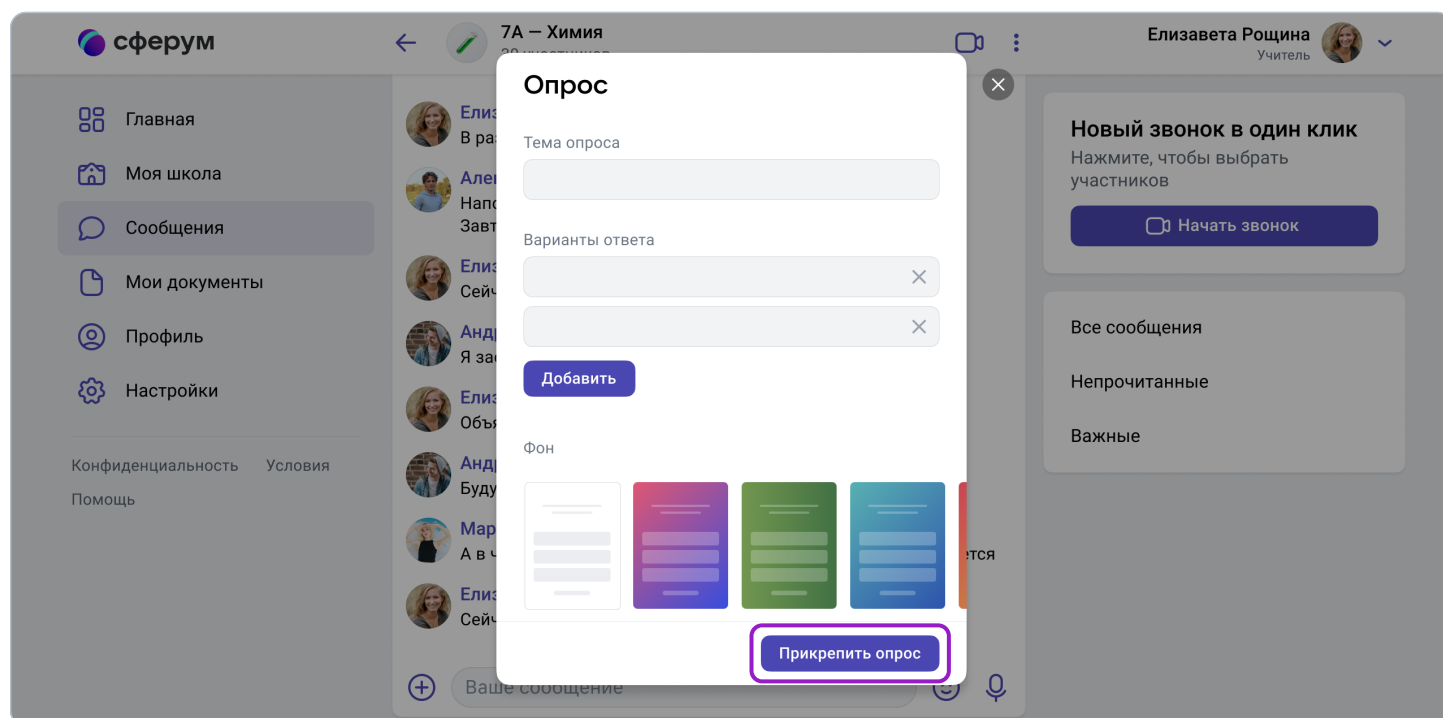 сферум
7А — Химия
Елизавета Рощина
Учитель
Главная
Моя школа
Сообщения
Мои документы
Профиль
Настройки
Конфиденциальность Условия
Помощь
В
Завт
Я
А в
Ваше сообщение
Опрос
Тема опроса
Варианты ответа
Добавить
Фон
Прикрепить опрос
Новый звонок в один клик
Нажмите, чтобы выбрать
участников
Начать звонок
Все сообщения
Непрочитанные
Важные